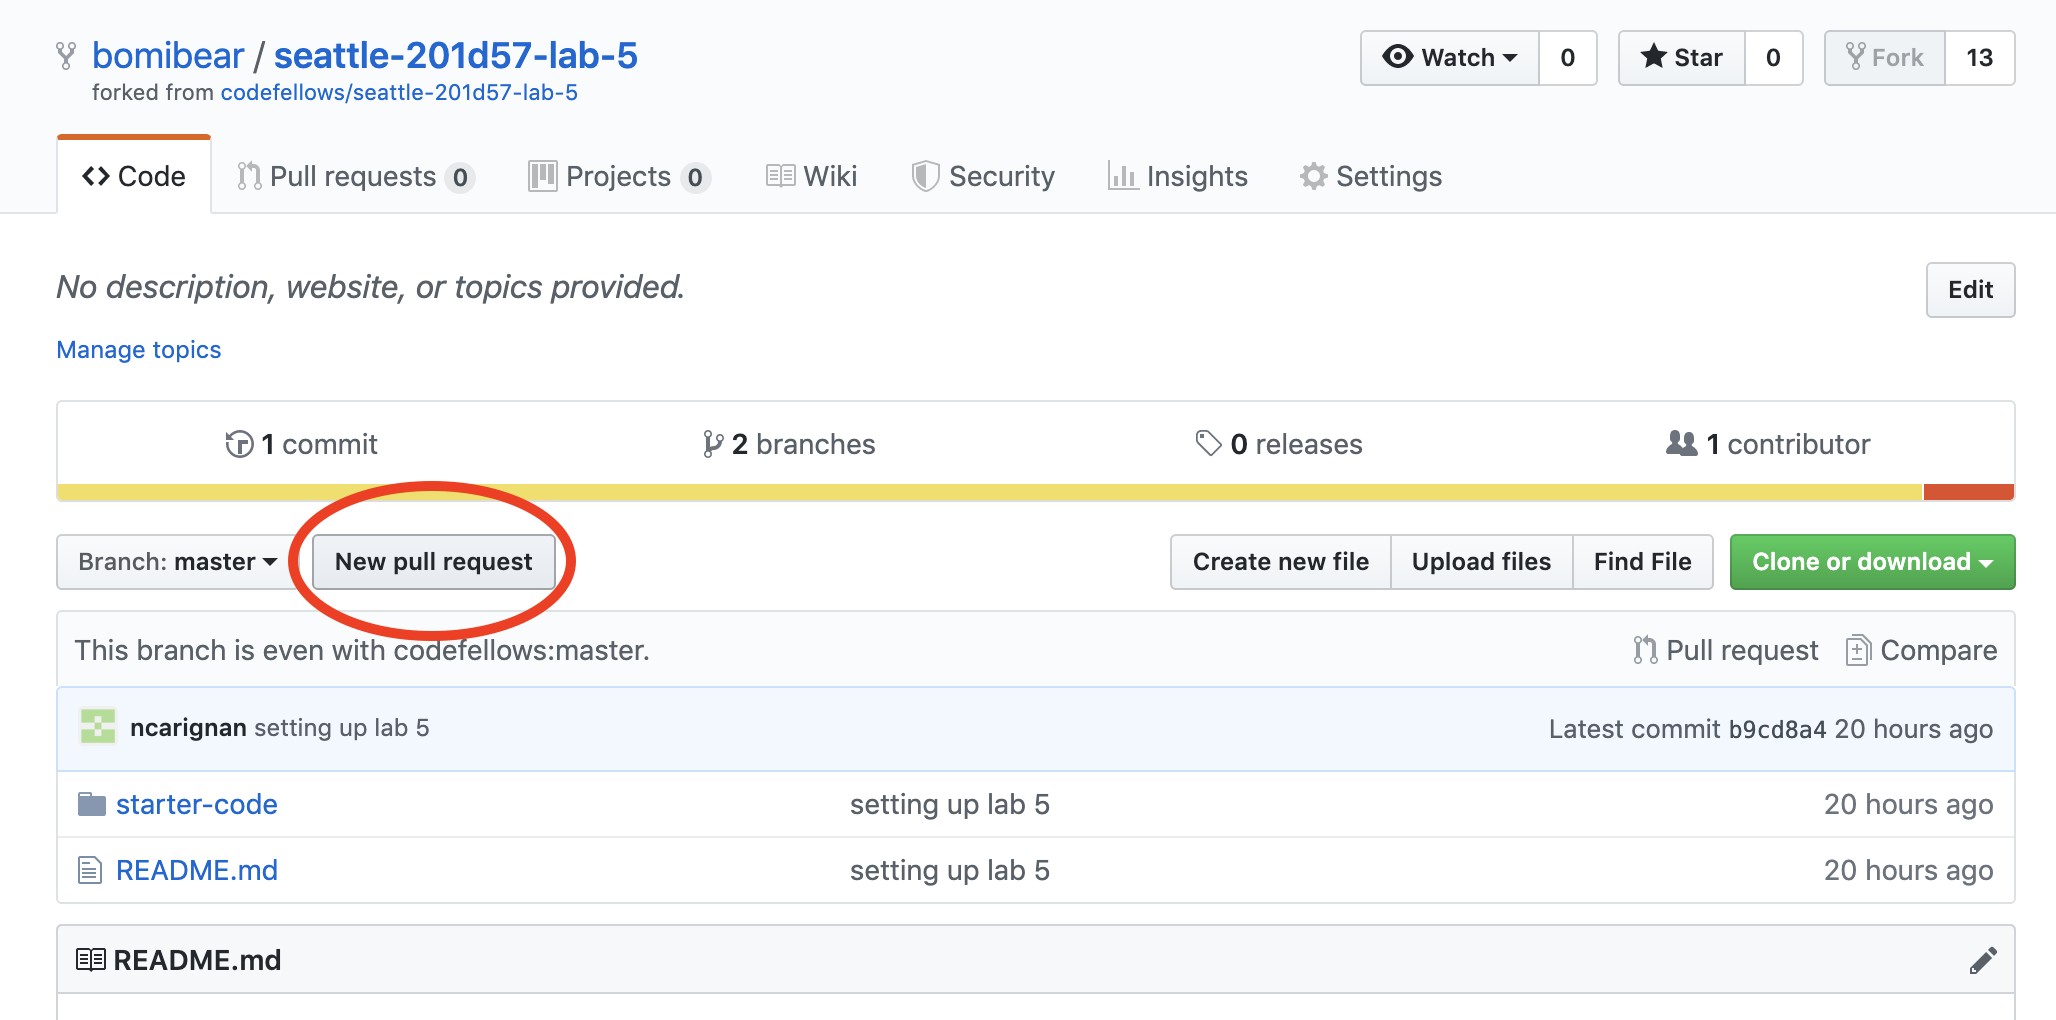 bomibear / seattle-201d57-lab-5
forked from codefellows/seattle-201d57-lab-5
Watch 0 Star 0 Fork 13
Code Pull requests 0 Projects 0 Wiki Security Insights Settings
No description, website, or topics provided.
Edit
Manage topics
1 commit 2 branches 0 releases 1 contributor
Branch: master New pull request Create new file Upload files Find File Clone or download
This branch is even with codefellows:master. Pull request Compare
ncarignan setting up lab 5 Latest commit b9cd8a4 20 hours ago
starter-code setting up lab 5 20 hours ago
README.md setting up lab 5 20 hours ago
README.md